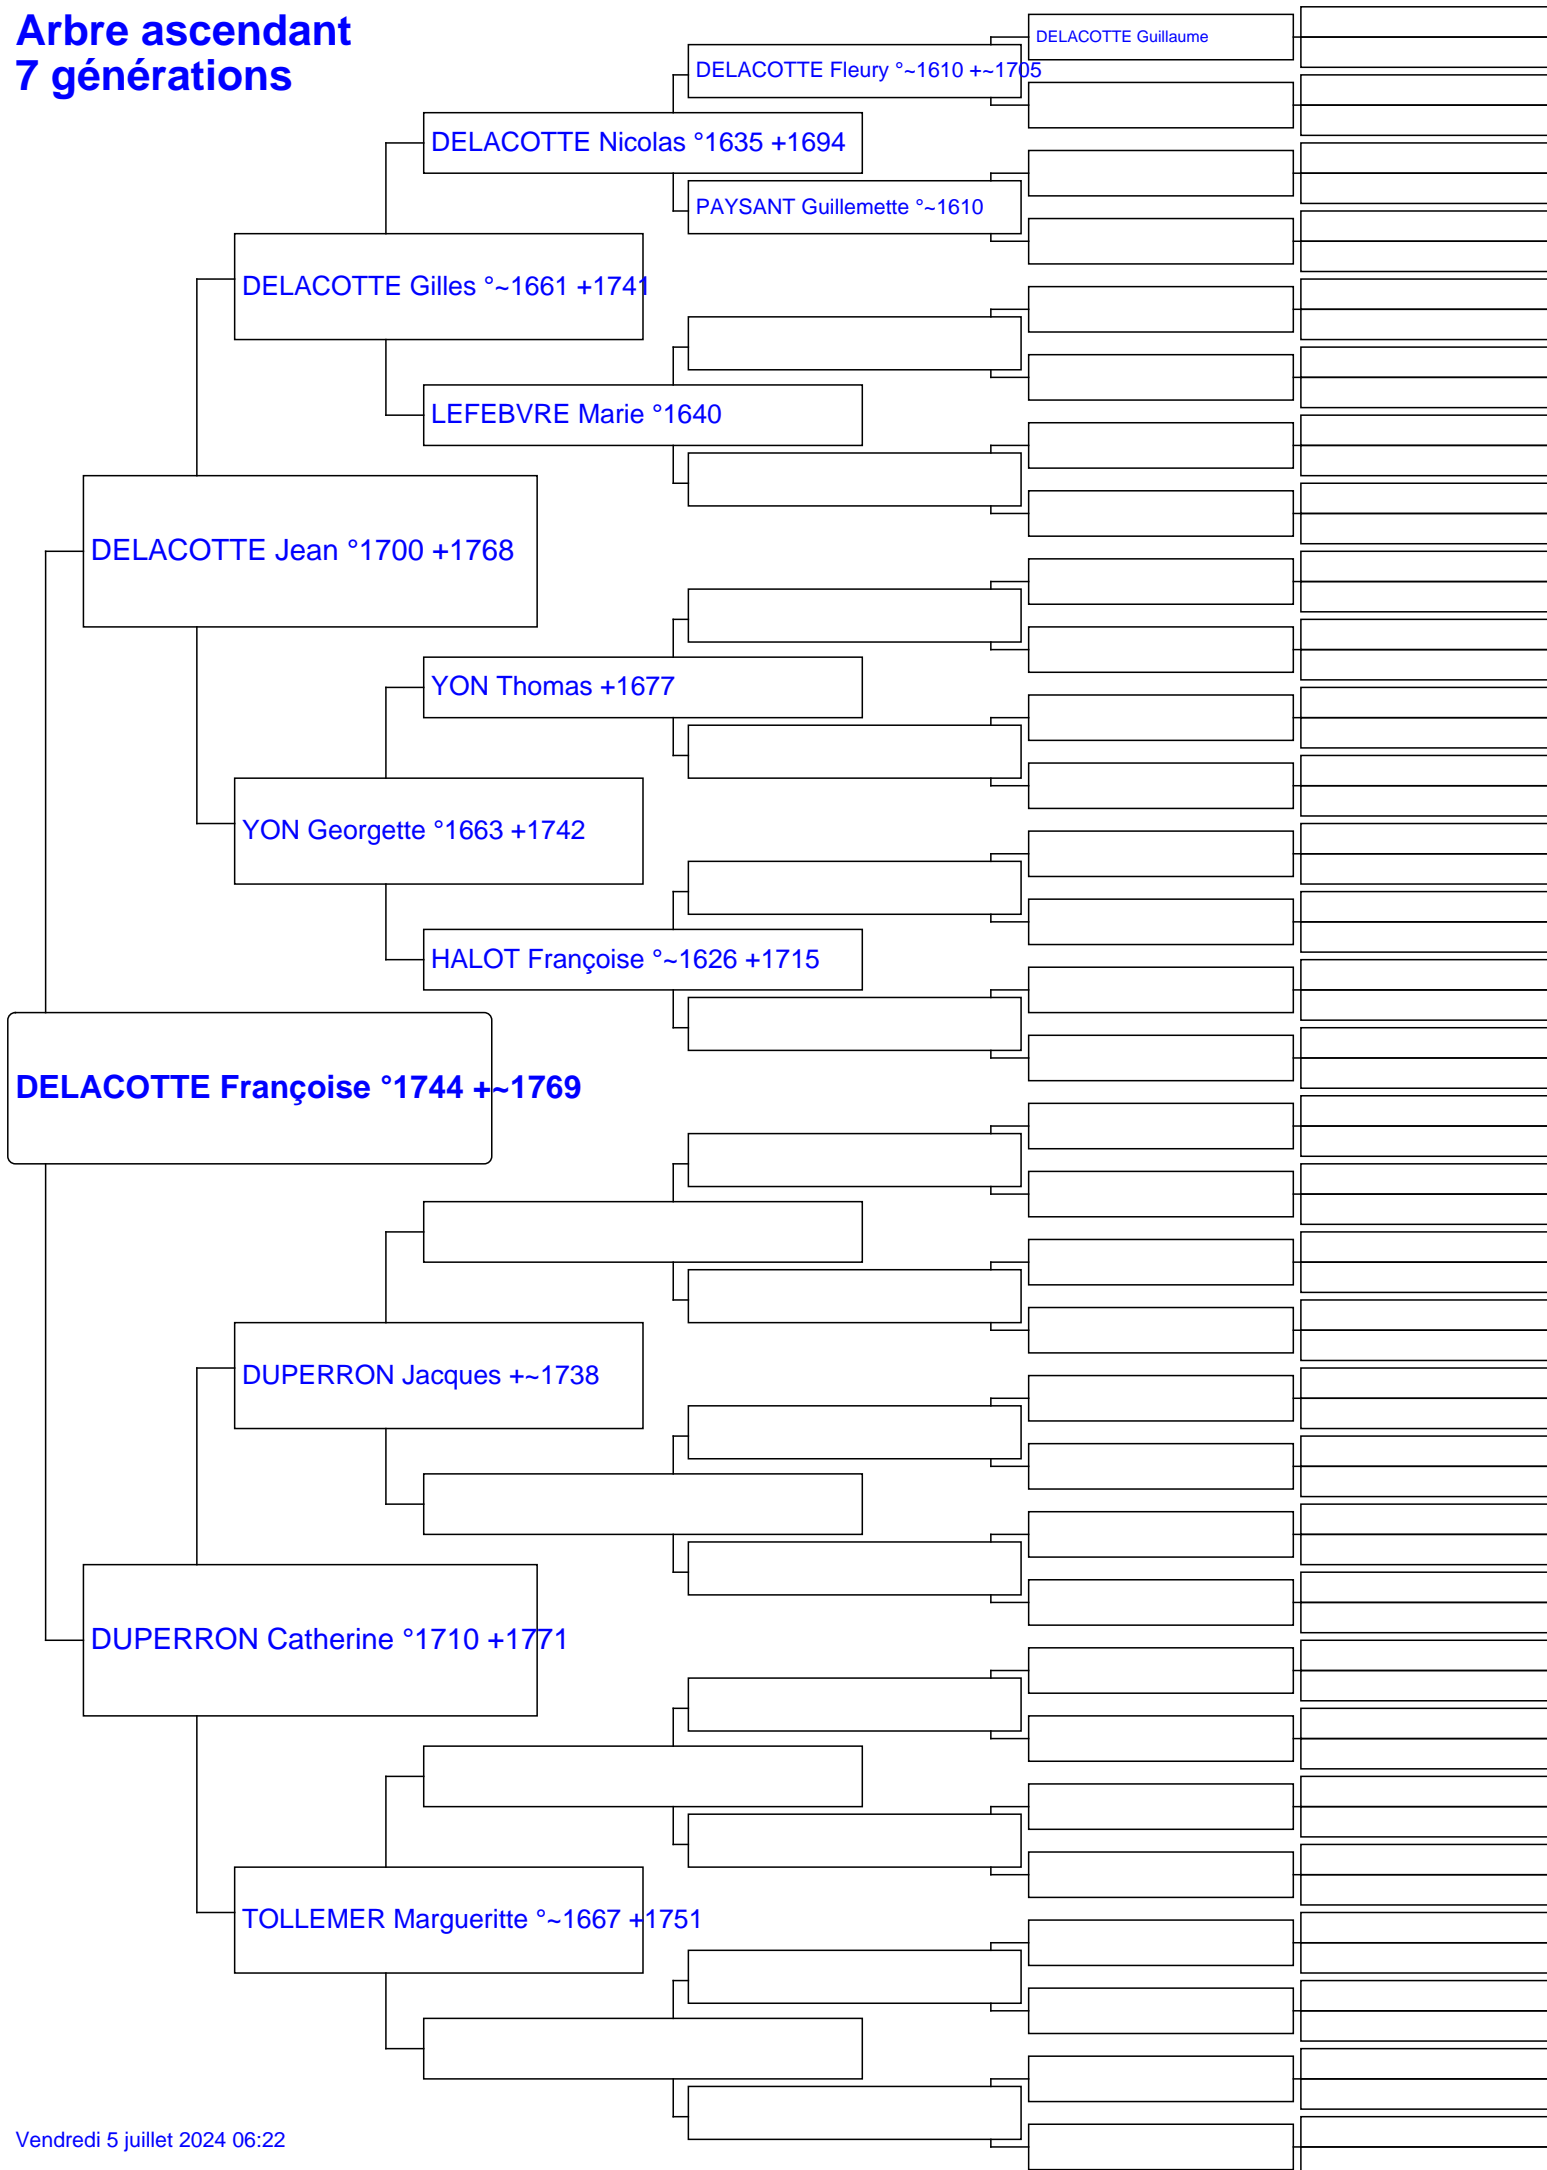 Arbre ascendant
7 générations
DELACOTTE Guillaume
DELACOTTE Fleury °~1610 +~1705
DELACOTTE Nicolas °1635 +1694
PAYSANT Guillemette °~1610
DELACOTTE Gilles °~1661 +1741
LEFEBVRE Marie °1640
DELACOTTE Jean °1700 +1768
YON Thomas +1677
YON Georgette °1663 +1742
HALOT Françoise °~1626 +1715
DELACOTTE Françoise °1744 +~1769
DUPERRON Jacques +~1738
DUPERRON Catherine °1710 +1771
TOLLEMER Margueritte °~1667 +1751
Vendredi 5 juillet 2024 06:22